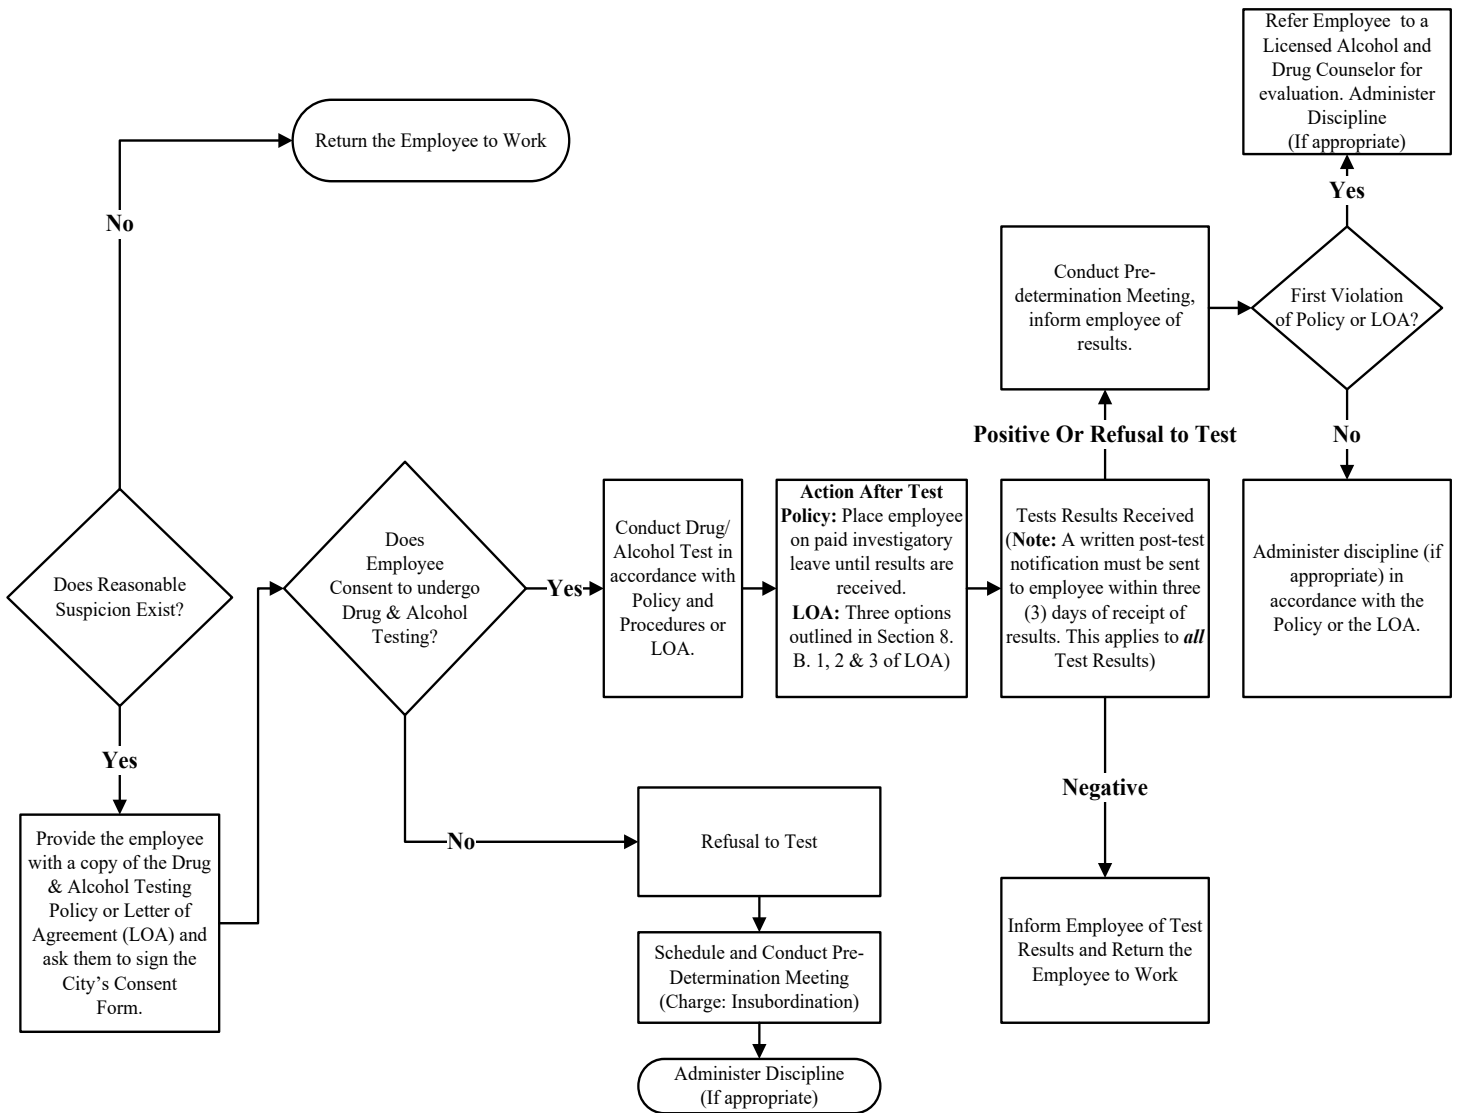 Refer Employee to a
Licensed Alcohol and
Drug Counselor for
evaluation. Administer
Discipline
(If appropriate)
Return the Employee to Work
Yes
No
Conduct Pre-
determination Meeting,
inform employee of
results.
First Violation
of Policy or LOA?
Positive Or Refusal to Test
No
Does Reasonable
Suspicion Exist?
Does
Employee
Consent to undergo
Drug & Alcohol
Testing?
Yes
Conduct Drug/
Alcohol Test in
accordance with
Policy and
Procedures or
LOA.
Action After Test
Policy: Place employee
on paid investigatory
leave until results are
received.
LOA: Three options
outlined in Section 8.
B. 1, 2 & 3 of LOA)
Tests Results Received
(Note: A written post-test
notification must be sent
to employee within three
(3) days of receipt of
results. This applies to all
Test Results)
Administer discipline (if
appropriate) in
accordance with the
Policy or the LOA.
Yes
Negative
Provide the employee
with a copy of the Drug
& Alcohol Testing
Policy or Letter of
Agreement (LOA) and
ask them to sign the
City’s Consent
Form.
No
Refusal to Test
Inform Employee of Test
Results and Return the
Employee to Work
Schedule and Conduct Pre-
Determination Meeting
(Charge: Insubordination)
Administer Discipline
(If appropriate)